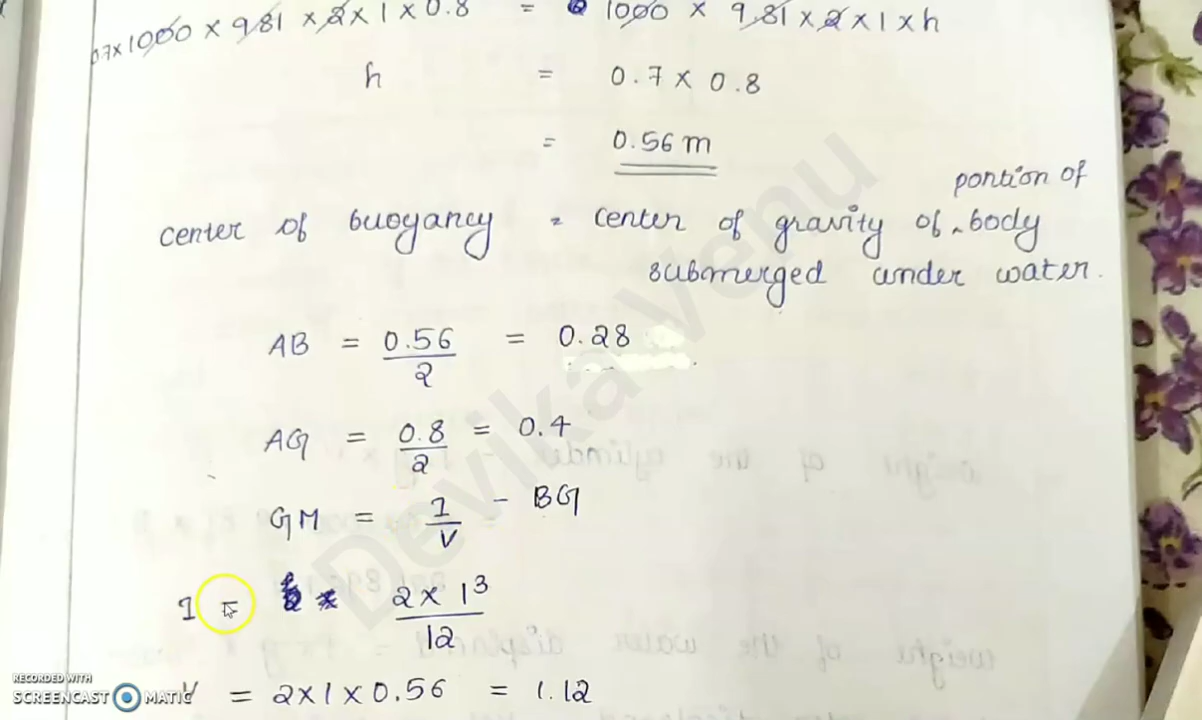 0.7×1000 × 9.81 × 2 × 1 × 0.8 = 1000 × 9.81 × 2 × 1 × h
h = 0.7 × 0.8
= 0.56 m
portion of
center of buoyancy = center of gravity of ^ body
submerged under water.
AB = 0.56/2 = 0.28
AG = 0.8/2 = 0.4
GM = I/V - BG
I = 2 × 1³/12
V = 2×1×0.56 = 1.12
Devika Venu
RECORDED WITH
SCREENCAST MATIC